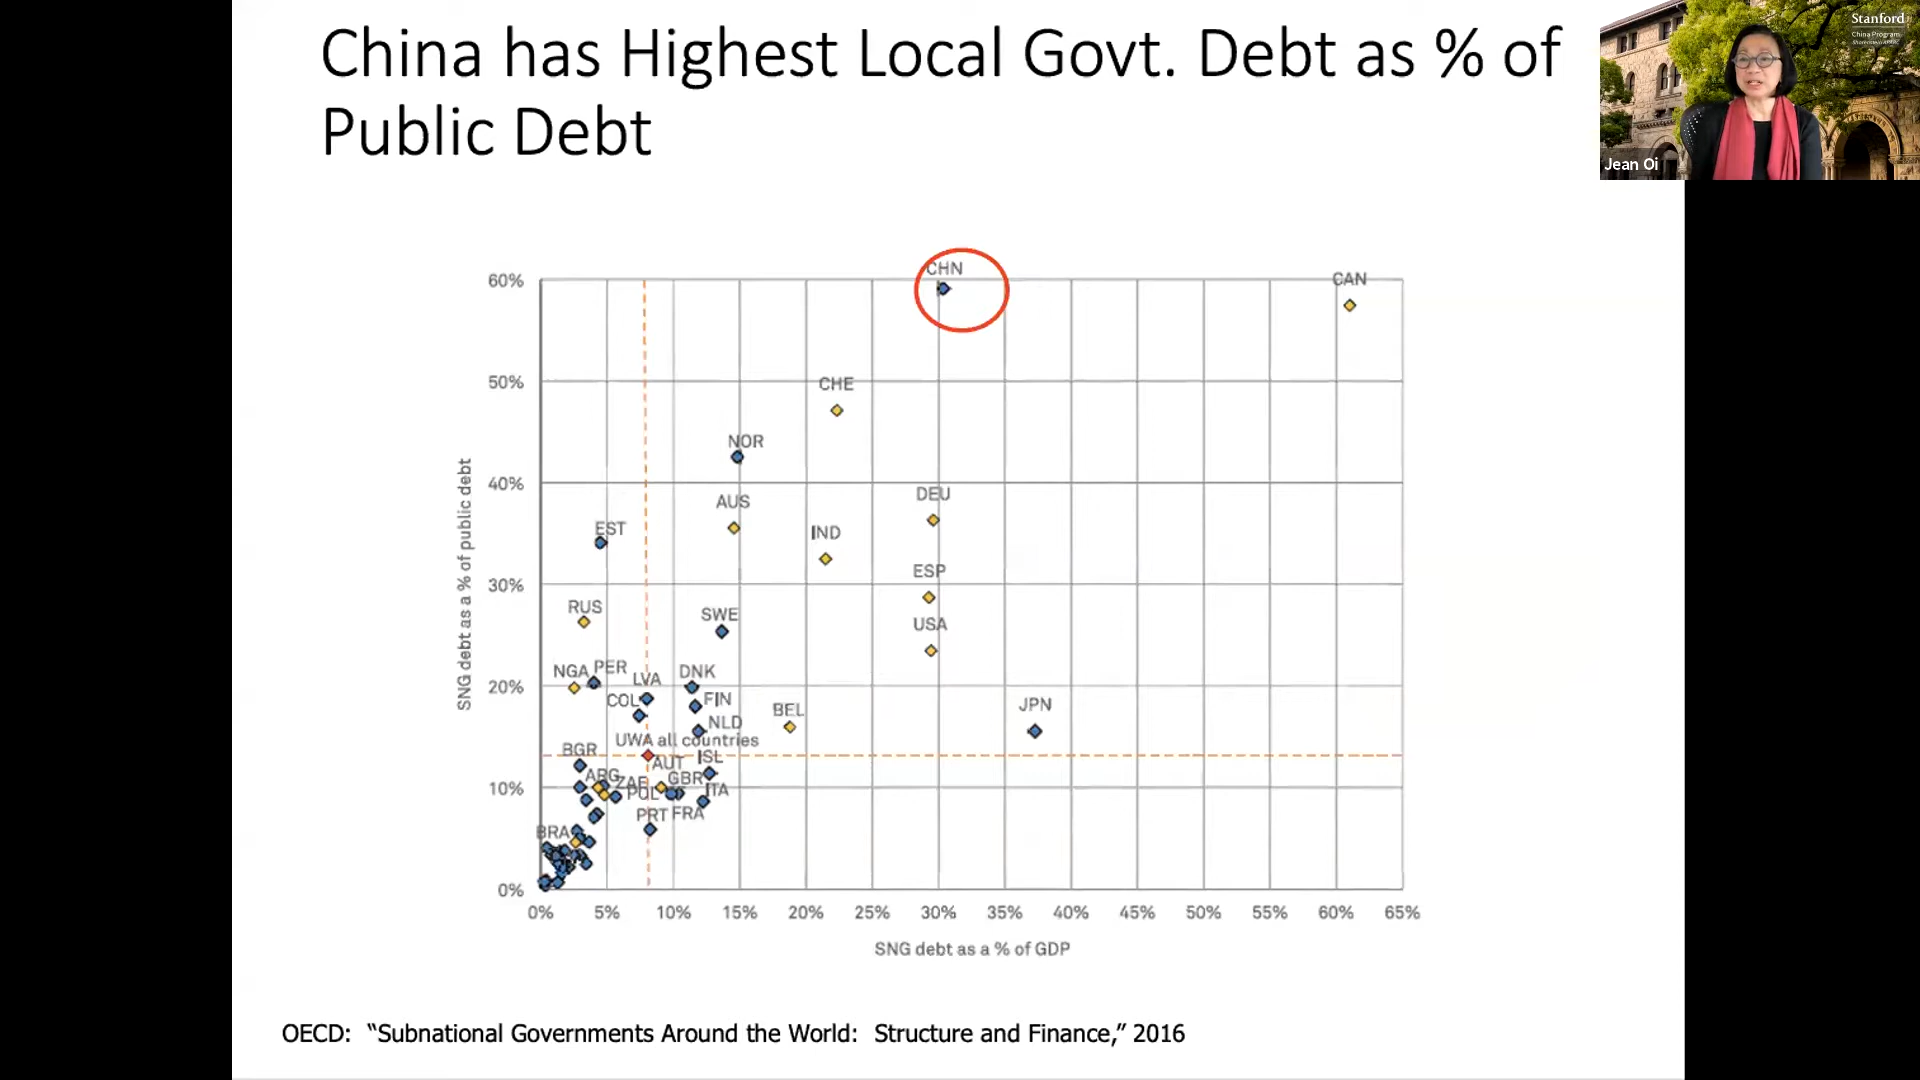 China has Highest Local Govt. Debt as % of
Public Debt
Stanford
China Program
Shorenstein APARC
Jean Oi
CHN
CAN
60%
CHE
50%
NOR
40%
DEU
AUS
EST
IND
ESP
30%
RUS
SWE
USA
NGA
PER
LVA
DNK
20%
COL
FIN
BEL
JPN
NLD
UWA all countries
BGR
AUT
ISL
ARG
ZAF
GBR
10%
POL
ITA
PRT
FRA
BRA
0%
SNG debt as a % of public debt
0% 5% 10% 15% 20% 25% 30% 35% 40% 45% 50% 55% 60% 65%
SNG debt as a % of GDP
OECD: “Subnational Governments Around the World: Structure and Finance,” 2016